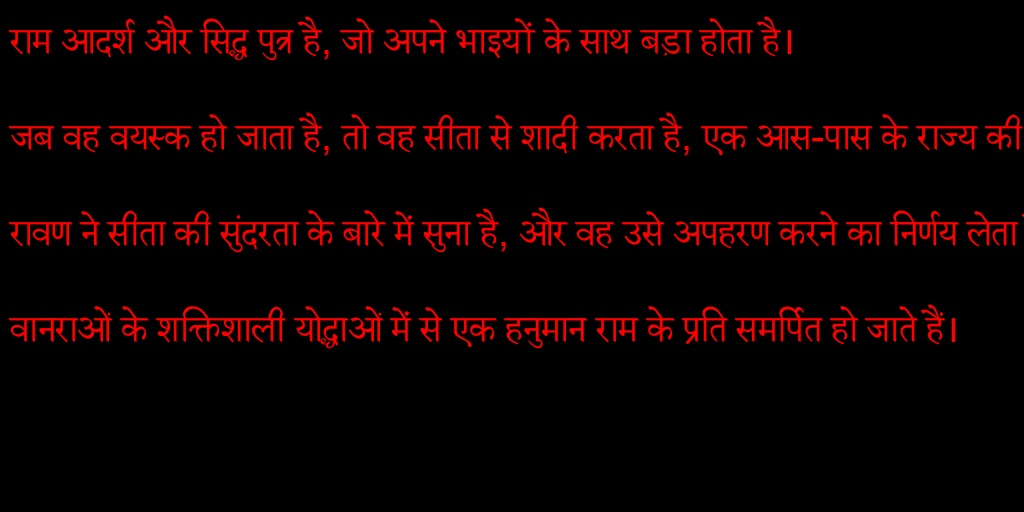 राम आदर्श और सिद्ध पुत्र है, जो अपने भाइयों के साथ बड़ा होता है।
जब वह वयस्क हो जाता है, तो वह सीता से शादी करता है, एक आस-पास के राज्य की
रावण ने सीता की सुंदरता के बारे में सुना है, और वह उसे अपहरण करने का निर्णय लेता
वानराओं के शक्तिशाली योद्धाओं में से एक हनुमान राम के प्रति समर्पित हो जाते हैं।